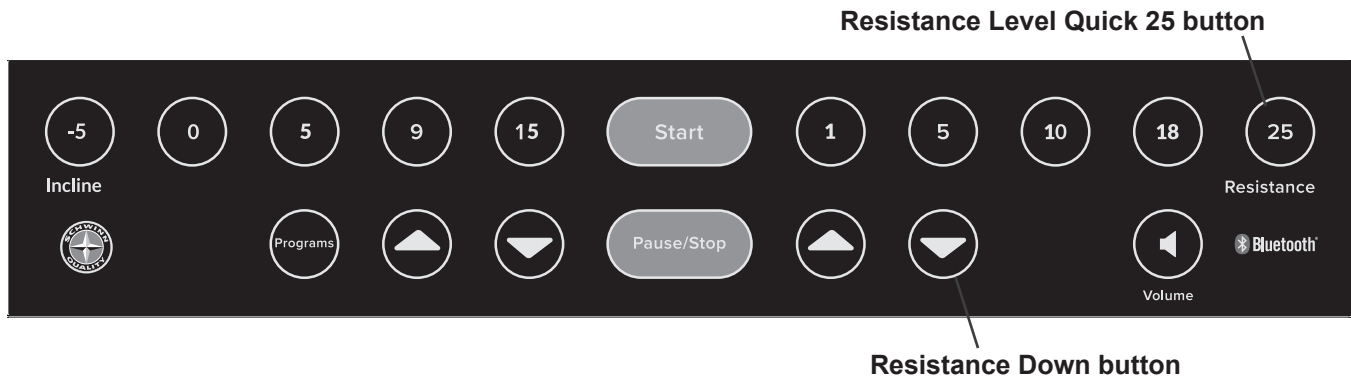 Resistance Level Quick 25 button
-5 0 5 9 15 Start 1 5 10 18 25
Incline Resistance
SCHWINN QUALITY Programs Pause/Stop Bluetooth®
Volume
Resistance Down button